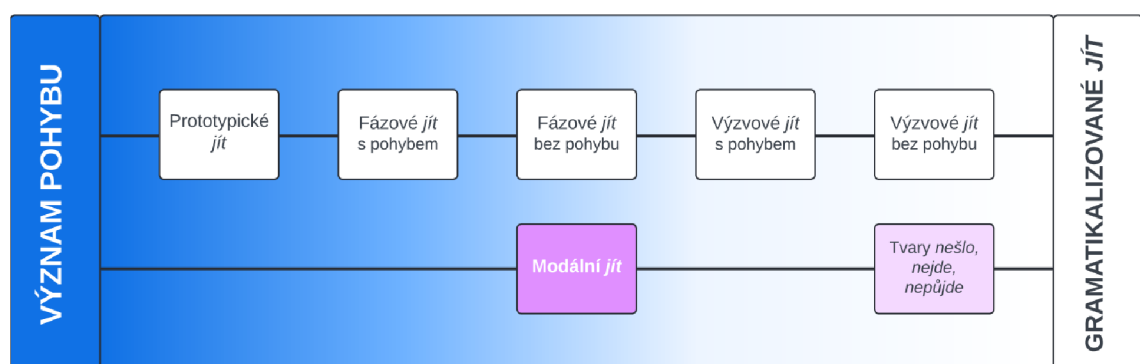 VÝZNAM POHYBU
Prototypické
jít
Fázové jít
s pohybem
Fázové jít
bez pohybu
Výzvové jít
s pohybem
Výzvové jít
bez pohybu
Modální jít
Tvary nešlo,
nejde,
nepůjde
GRAMATIKALIZOVANÉ JÍT